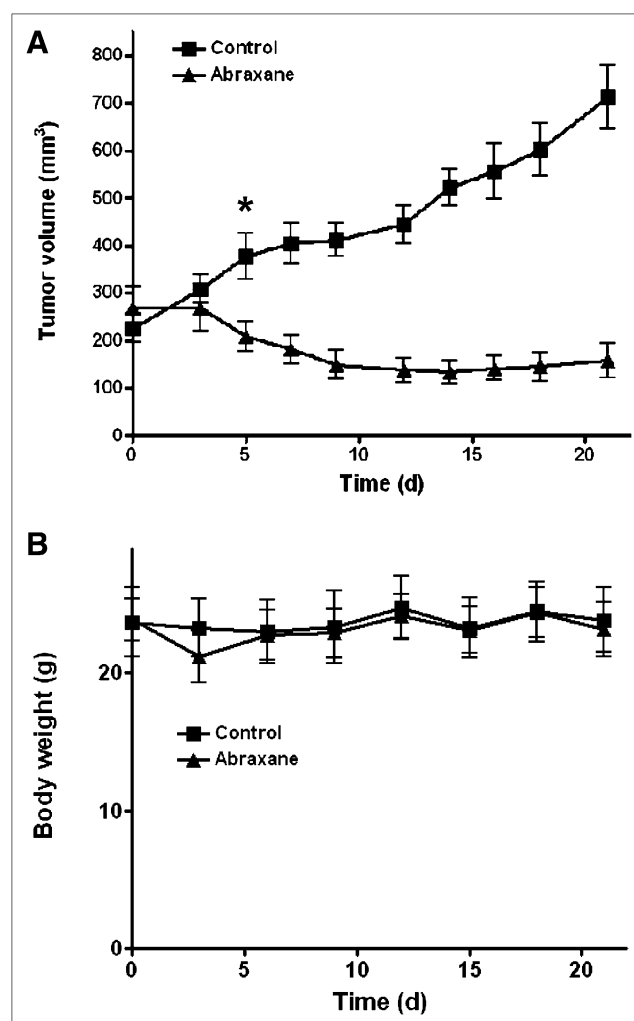 A
Control
Abraxane
800
700
600
500
400
300
200
100
0
*
Tumor volume (mm³)
0 5 10 15 20
Time (d)
B
20
10
0
Body weight (g)
Control
Abraxane
0 5 10 15 20
Time (d)